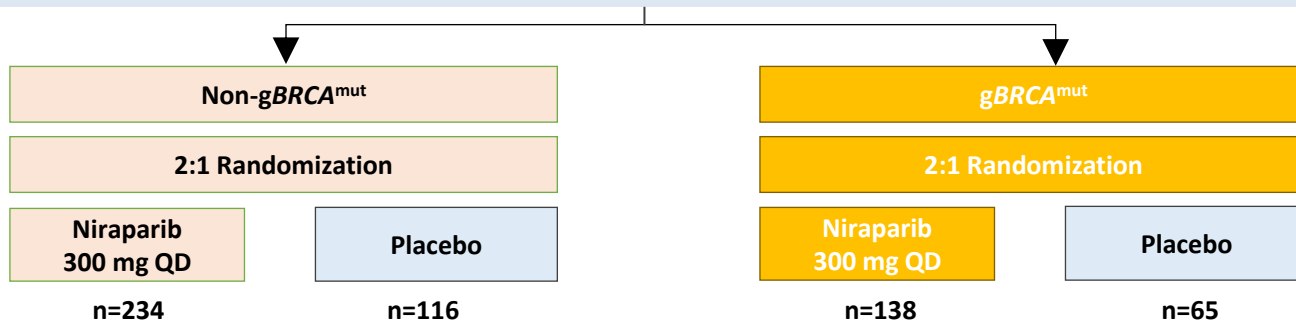 Non-gBRCAmut
gBRCAmut
2:1 Randomization
2:1 Randomization
Niraparib
300 mg QD
Placebo
Niraparib
300 mg QD
Placebo
n=234
n=116
n=138
n=65